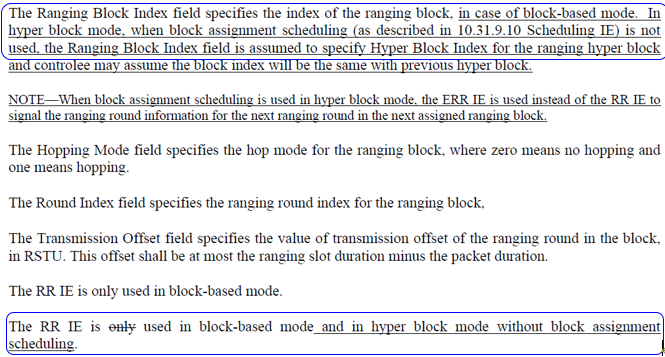 The Ranging Block Index field specifies the index of the ranging block, in case of block-based mode.  In
hyper block mode, when block assignment scheduling (as described in 10.31.9.10 Scheduling IE) is not
used, the Ranging Block Index field is assumed to specify Hyper Block Index for the ranging hyper block
and controlee may assume the block index will be the same with previous hyper block.
NOTE—When block assignment scheduling is used in hyper block mode, the ERR IE is used instead of the RR IE to
signal the ranging round information for the next ranging round in the next assigned ranging block.
The Hopping Mode field specifies the hop mode for the ranging block, where zero means no hopping and
one means hopping.
The Round Index field specifies the ranging round index for the ranging block,
The Transmission Offset field specifies the value of transmission offset of the ranging round in the block,
in RSTU. This offset shall be at most the ranging slot duration minus the packet duration.
The RR IE is only used in block-based mode.
The RR IE is only used in block-based mode and in hyper block mode without block assignment
scheduling.